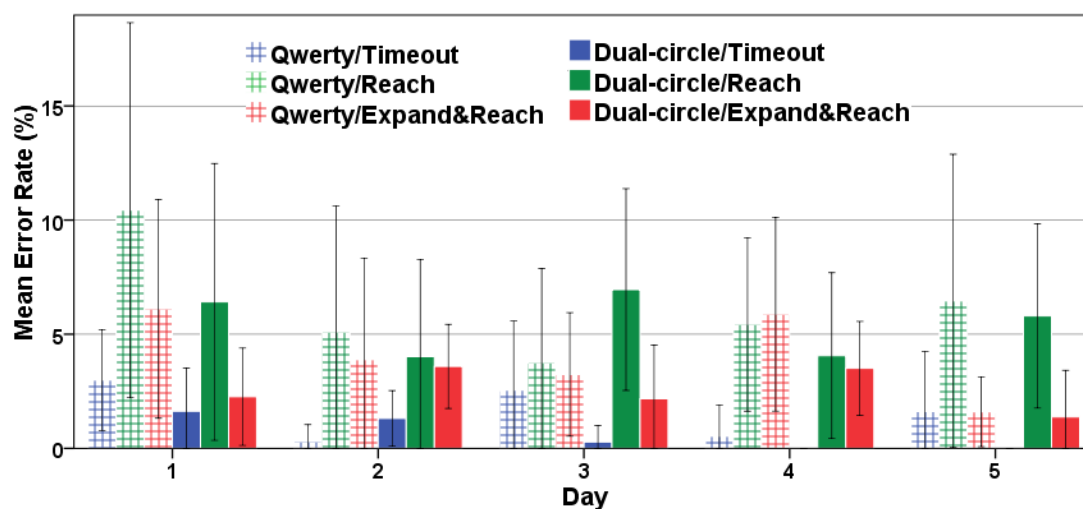 Qwerty/Timeout Dual-circle/Timeout
Qwerty/Reach Dual-circle/Reach
Qwerty/Expand&Reach Dual-circle/Expand&Reach
Mean Error Rate (%)
15
10
5
0
1 2 3 4 5
Day